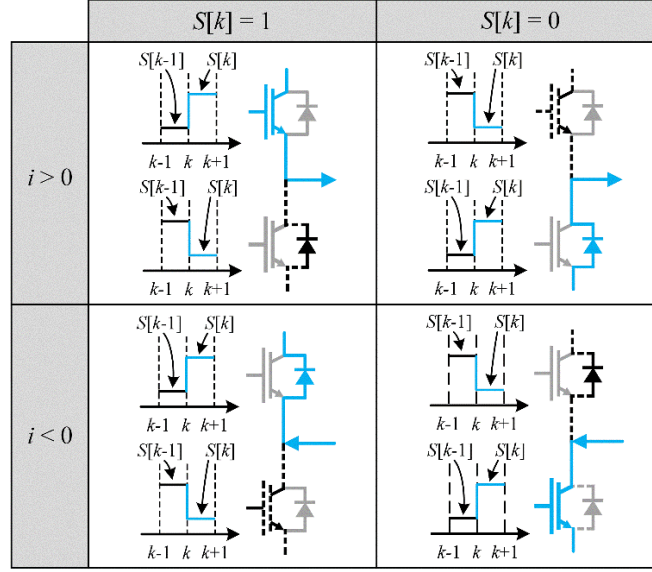 S[k] = 1
S[k] = 0
i > 0
S[k-1] S[k]
k-1 k k+1
S[k-1] S[k]
k-1 k k+1
S[k-1] S[k]
k-1 k k+1
S[k-1] S[k]
k-1 k k+1
i < 0
S[k-1] S[k]
k-1 k k+1
S[k-1] S[k]
k-1 k k+1
S[k-1] S[k]
k-1 k k+1
S[k-1] S[k]
k-1 k k+1